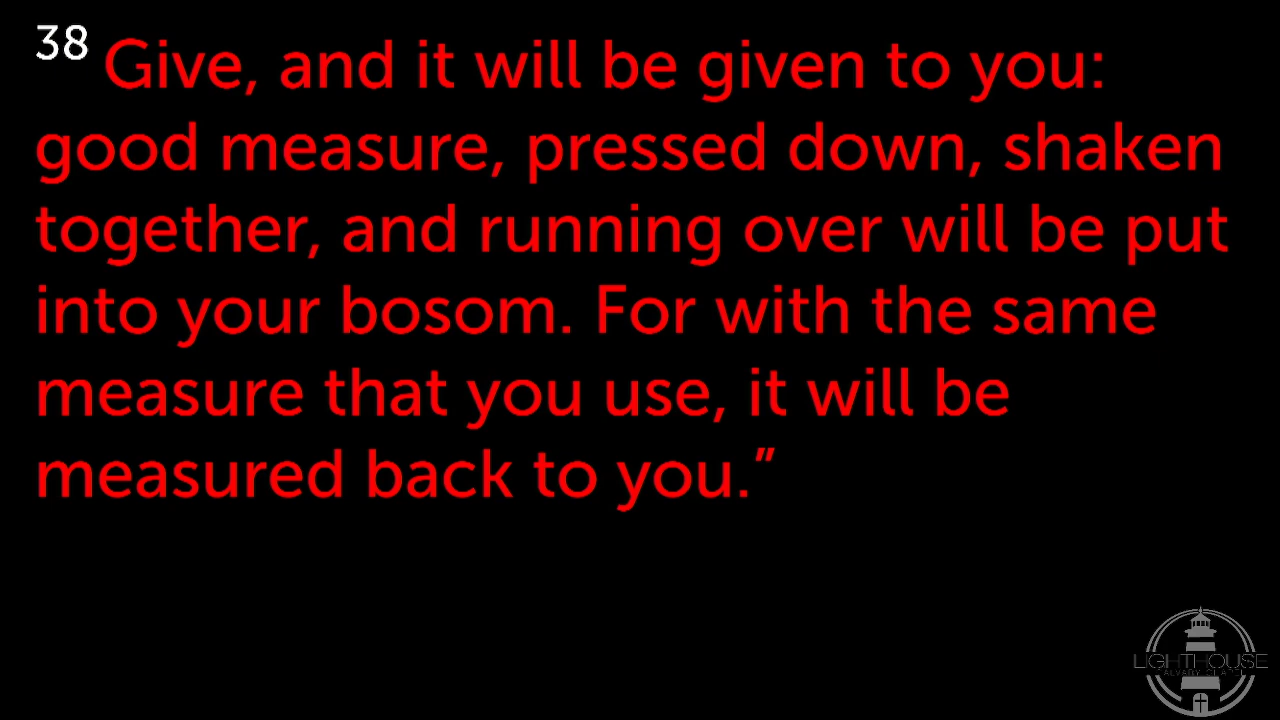 38 Give, and it will be given to you:
good measure, pressed down, shaken
together, and running over will be put
into your bosom. For with the same
measure that you use, it will be
measured back to you.”
LIGHTHOUSE
CALVARY CHAPEL